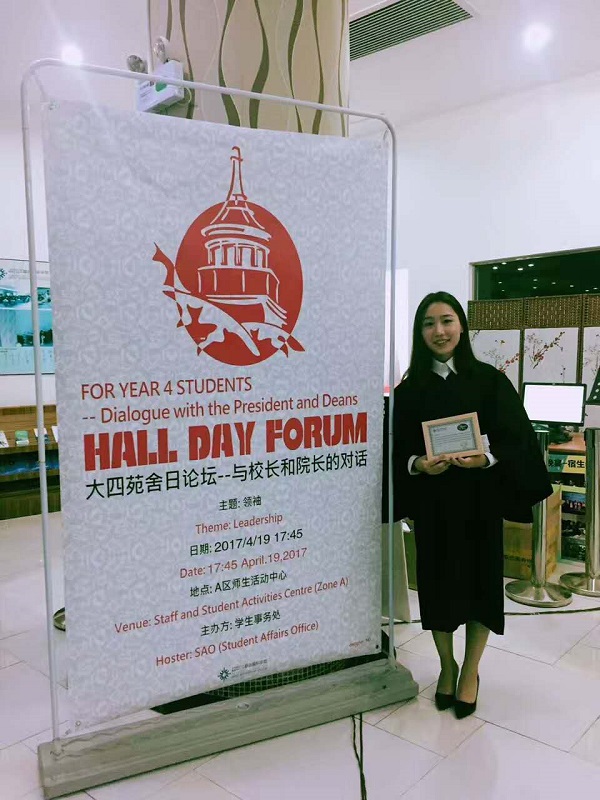 FOR YEAR 4 STUDENTS
-- Dialogue with the President and Deans
HALL DAY FORUM
大四苑舍日论坛--与校长和院长的对话
主题: 领袖
Theme: Leadership
日期: 2017/4/19 17:45
Date: 17:45 April.19,2017
地点: A区师生活动中心
Venue: Staff and Student Activities Centre (Zone A)
主办方: 学生事务处
Hoster: SAO (Student Affairs Office)